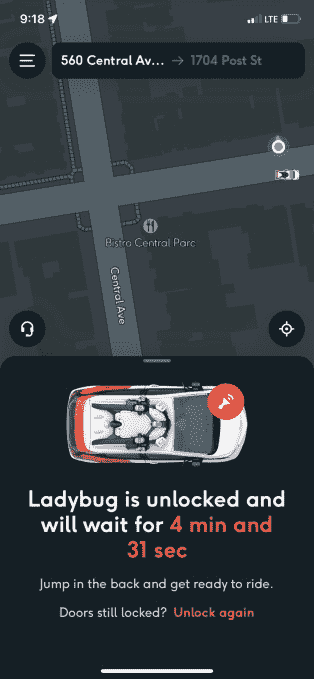 9:18
LTE
560 Central Av... → 1704 Post St
Bistro Central Parc
Central Ave
Ladybug is unlocked and
will wait for 4 min and
31 sec
Jump in the back and get ready to ride.
Doors still locked? Unlock again